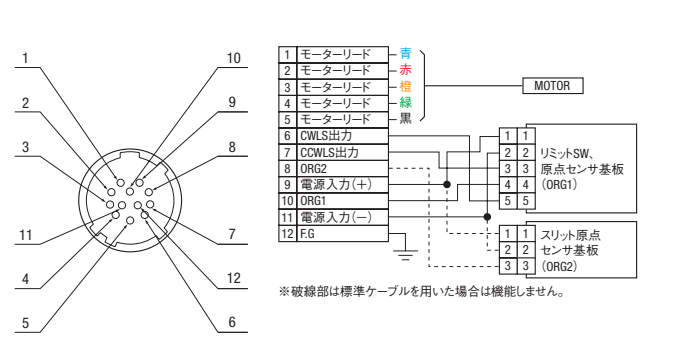 1
10
2
9
3
8
11
7
4
12
5
6
1 モーターリード 青
2 モーターリード 赤
3 モーターリード 橙
4 モーターリード 緑
5 モーターリード 黒
6 CWLS出力
7 CCWLS出力
8 ORG2
9 電源入力(+)
10 ORG1
11 電源入力(−)
12 F.G
MOTOR
1 1
2 2
3 3
4 4
5 5
リミットSW、
原点センサ基板
(ORG1)
1 1
2 2
3 3
スリット原点
センサ基板
(ORG2)
※破線部は標準ケーブルを用いた場合は機能しません。